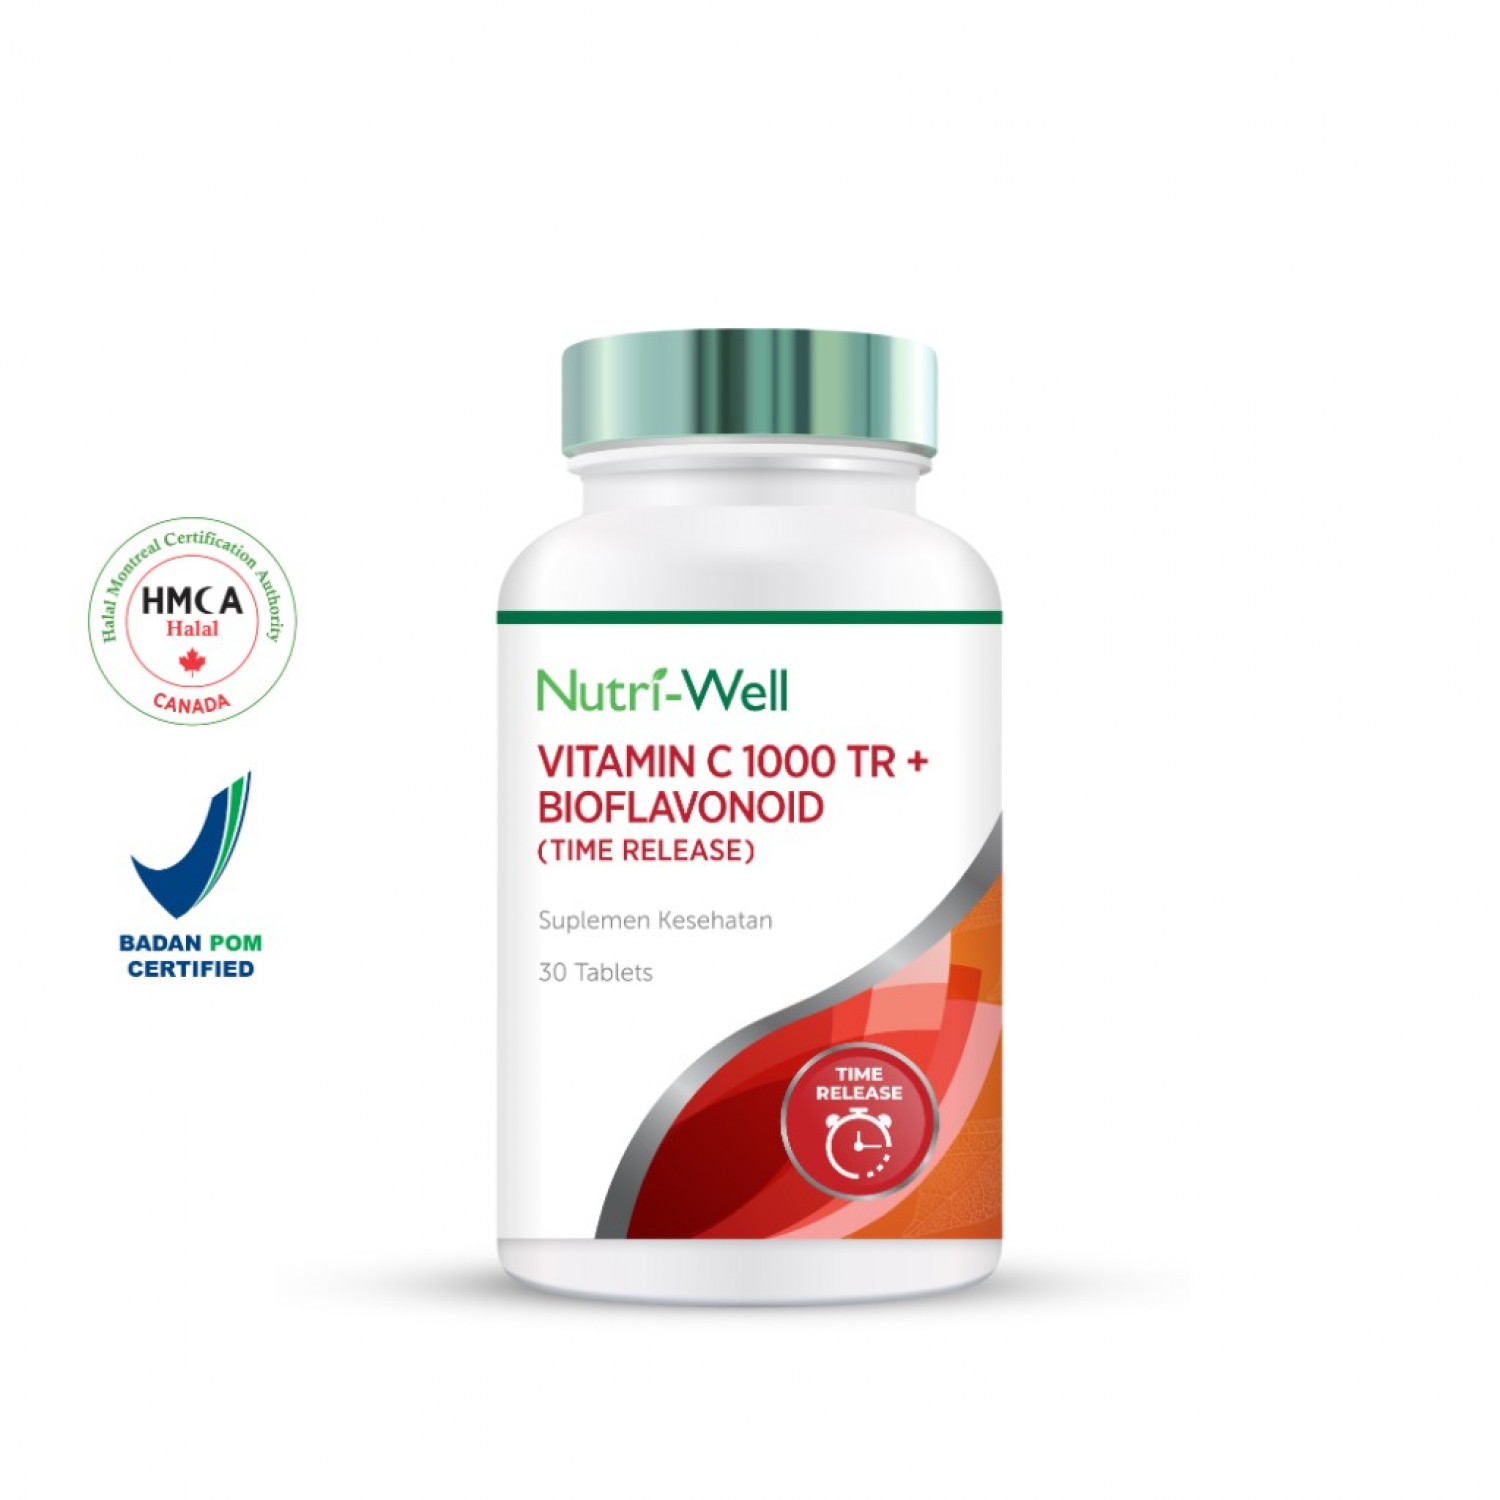 Halal Montreal Certification Authority
HMCA
Halal
CANADA
BADAN POM
CERTIFIED
Nutri-Well
VITAMIN C 1000 TR +
BIOFLAVONOID
(TIME RELEASE)
Suplemen Kesehatan
30 Tablets
TIME
RELEASE